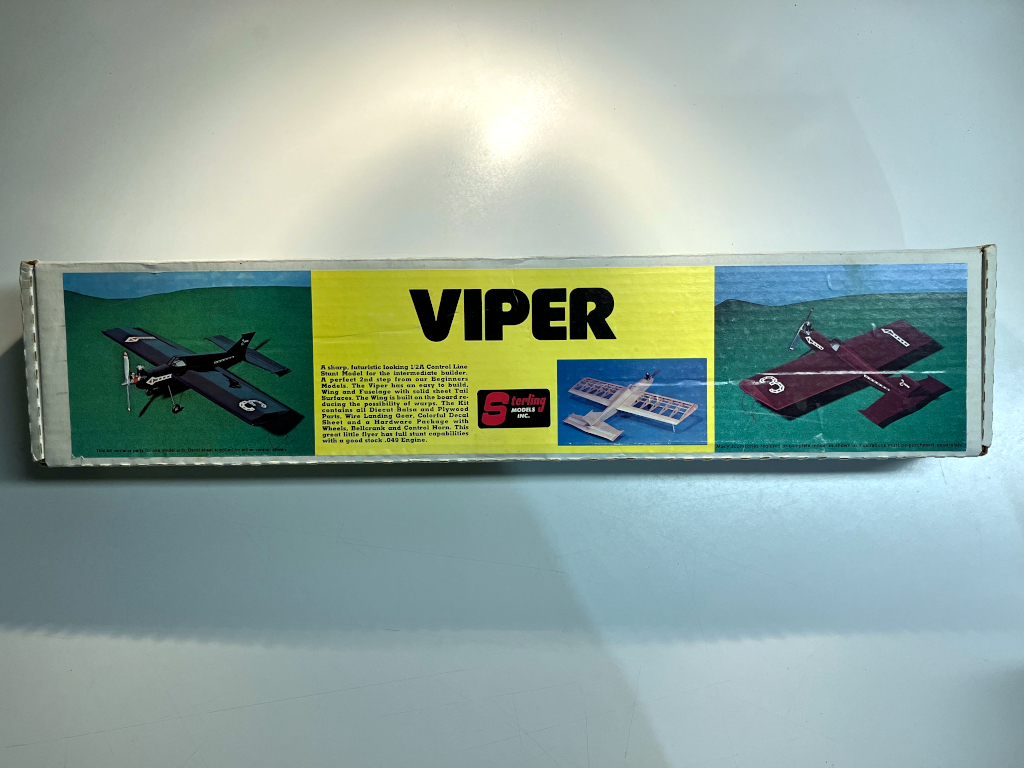 VIPER
A sharp, futuristic looking 1/2A Control Line
Stunt Model for the intermediate builder.
A perfect 2nd step from our Beginners
Models. The Viper has an easy to build,
Wing and Fuselage with solid sheet Tail
Surfaces. The Wing is built on the board re-
ducing the possibility of warps. The Kit
contains all Diecut Balsa and Plywood
Parts, Wire Landing Gear, Colorful Decal
Sheet and a Hardware Package with
Wheels, Bellcrank and Control Horn. This
great little flyer has full stunt capabilities
with a good stock .049 Engine.
Sterling
MODELS
INC.